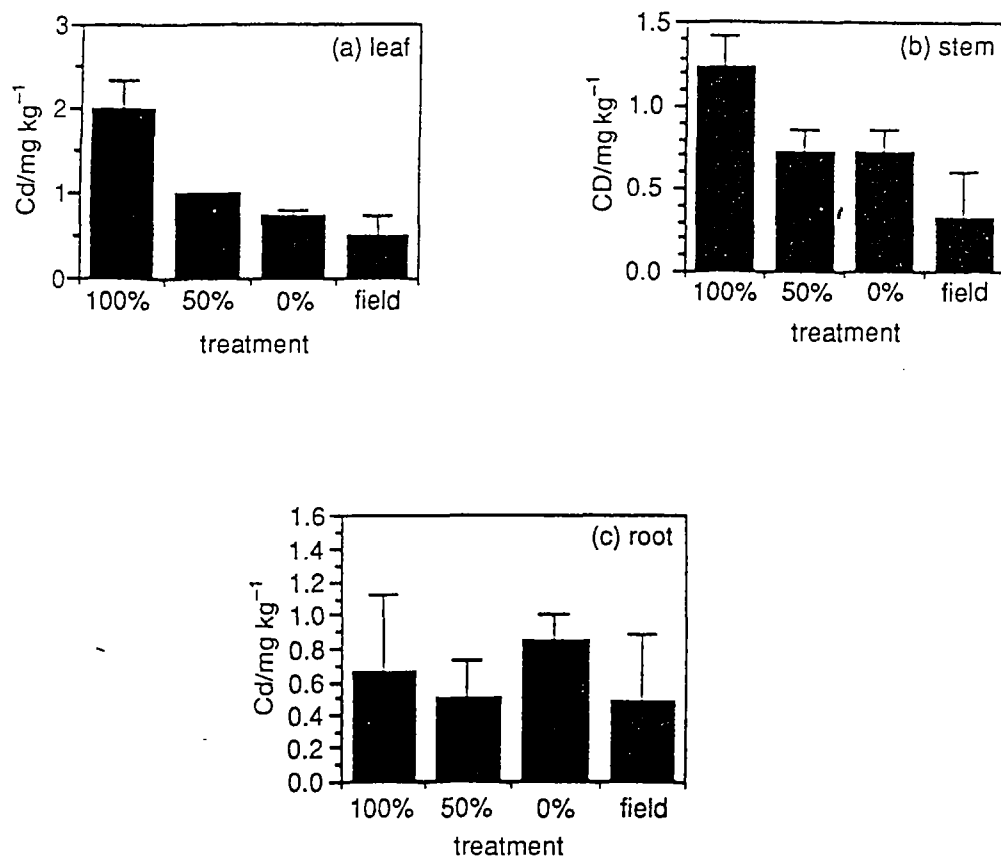 (a) leaf
Cd/mg kg⁻¹
3
2
1
0
100% 50% 0% field
treatment
(b) stem
CD/mg kg⁻¹
1.5
1.0
0.5
0.0
100% 50% 0% field
treatment
(c) root
Cd/mg kg⁻¹
1.6
1.4
1.2
1.0
0.8
0.6
0.4
0.2
0.0
100% 50% 0% field
treatment